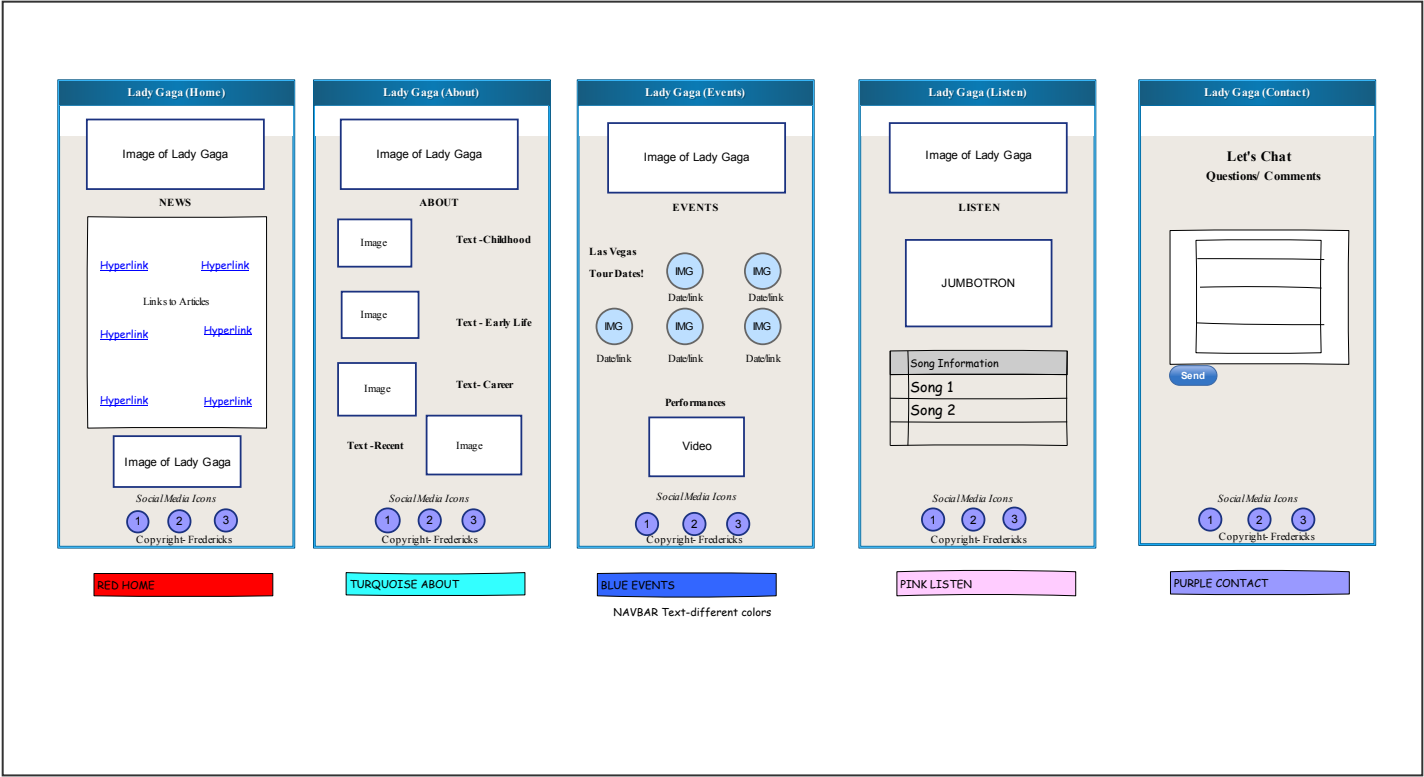 Lady Gaga (Home)
Image of Lady Gaga
NEWS
Hyperlink Hyperlink
Links to Articles
Hyperlink Hyperlink
Hyperlink Hyperlink
Image of Lady Gaga
Social Media Icons
1 2 3
Copyright- Fredericks
RED HOME
Lady Gaga (About)
Image of Lady Gaga
ABOUT
Image Text -Childhood
Image Text - Early Life
Image Text- Career
Text -Recent Image
Social Media Icons
1 2 3
Copyright- Fredericks
TURQUOISE ABOUT
Lady Gaga (Events)
Image of Lady Gaga
EVENTS
Las Vegas
Tour Dates! IMG IMG
Date/link Date/link
IMG IMG IMG
Date/link Date/link Date/link
Performances
Video
Social Media Icons
1 2 3
Copyright- Fredericks
BLUE EVENTS
NAVBAR Text-different colors
Lady Gaga (Listen)
Image of Lady Gaga
LISTEN
JUMBOTRON
Song Information
Song 1
Song 2
Social Media Icons
1 2 3
Copyright- Fredericks
PINK LISTEN
Lady Gaga (Contact)
Let's Chat
Questions/ Comments
Send
Social Media Icons
1 2 3
Copyright- Fredericks
PURPLE CONTACT